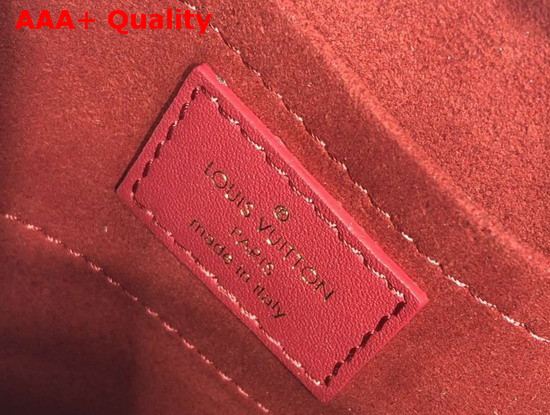 AAA+ Quality
®
LOUIS VUITTON
PARIS
made in italy